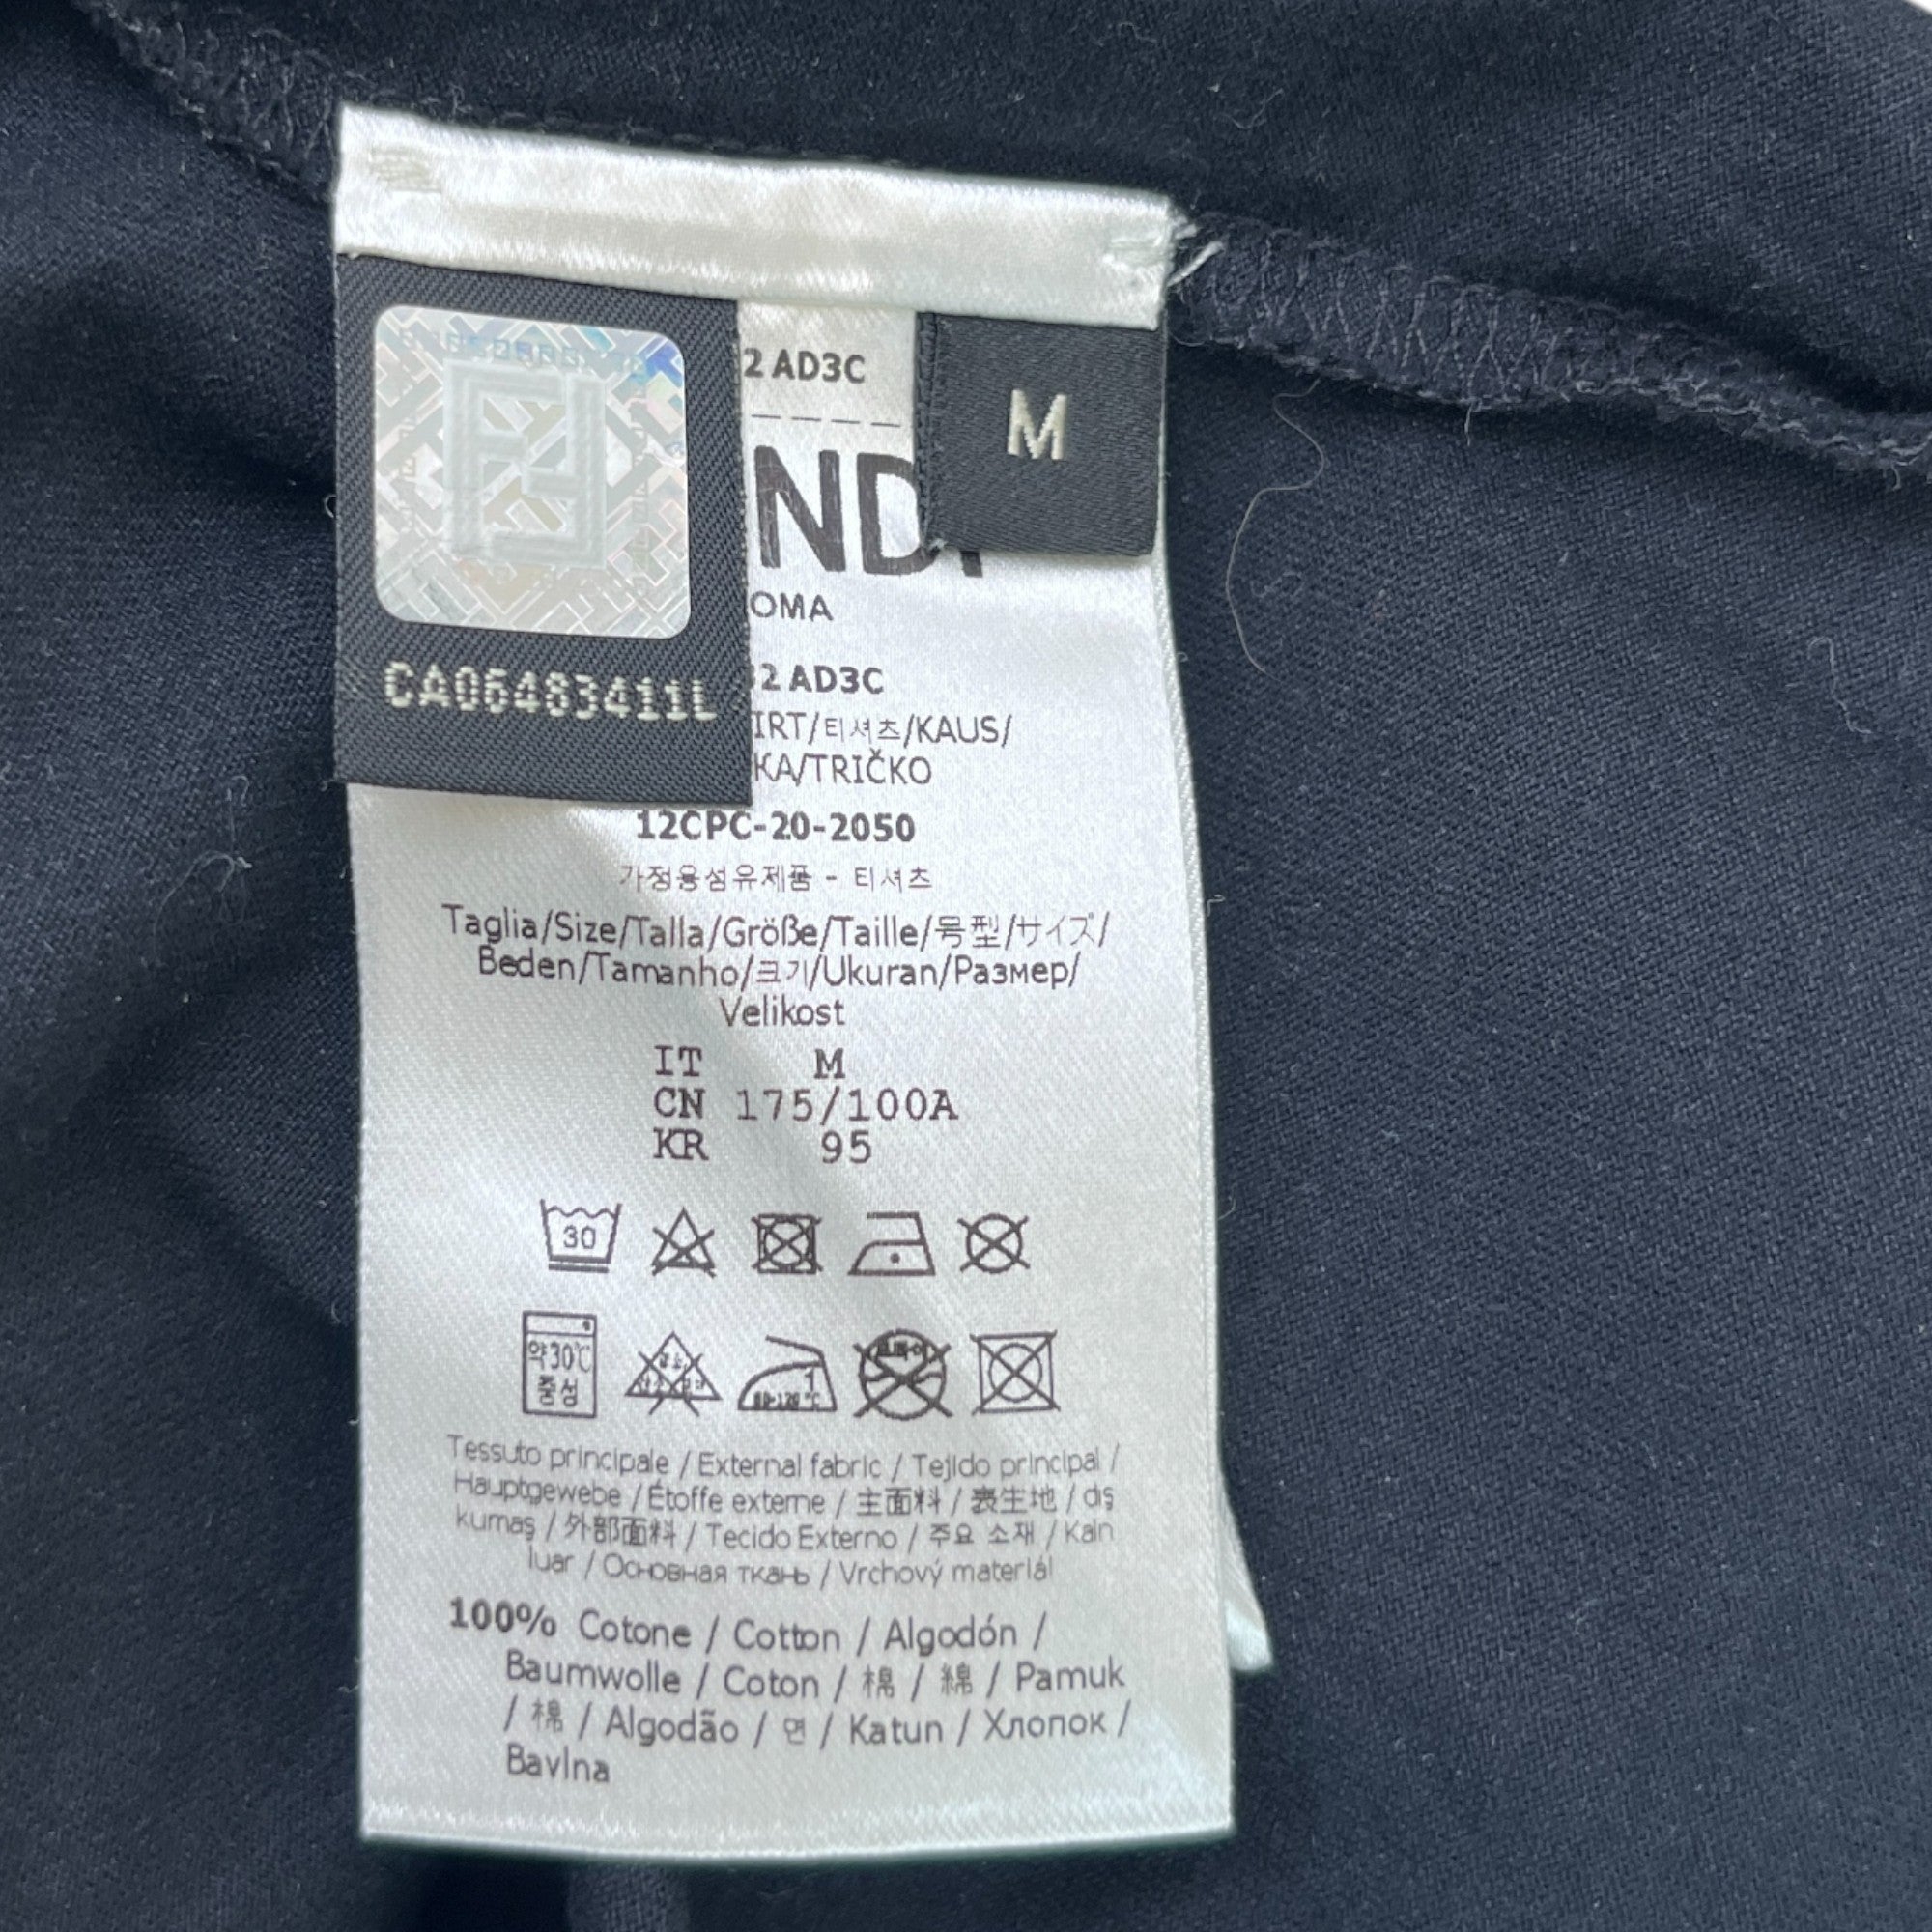 2 AD3C
M
ND
OMA
CA06483411L
2 AD3C
IRT/티셔츠/KAUS/
KA/TRIČKO
12CPC-20-2050
가정용섬유제품 - 티셔츠
Taglia/Size/Talla/Größe/Taille/号型/サイズ/
Beden/Tamanho/크기/Ukuran/Размер/
Velikost
IT M
CN 175/100A
KR 95
30
약30℃
중성
Tessuto principale / External fabric / Tejido principal /
Hauptgewebe / Étoffe externe / 主面料 / 表生地 / dış
kumaş / 外部面料 / Tecido Externo / 주요 소재 / Kain
luar / Основная ткань / Vrchový materiál
100% Cotone / Cotton / Algodón /
Baumwolle / Coton / 棉 / 綿 / Pamuk
/ 棉 / Algodão / 면 / Katun / Хлопок /
Bavlna